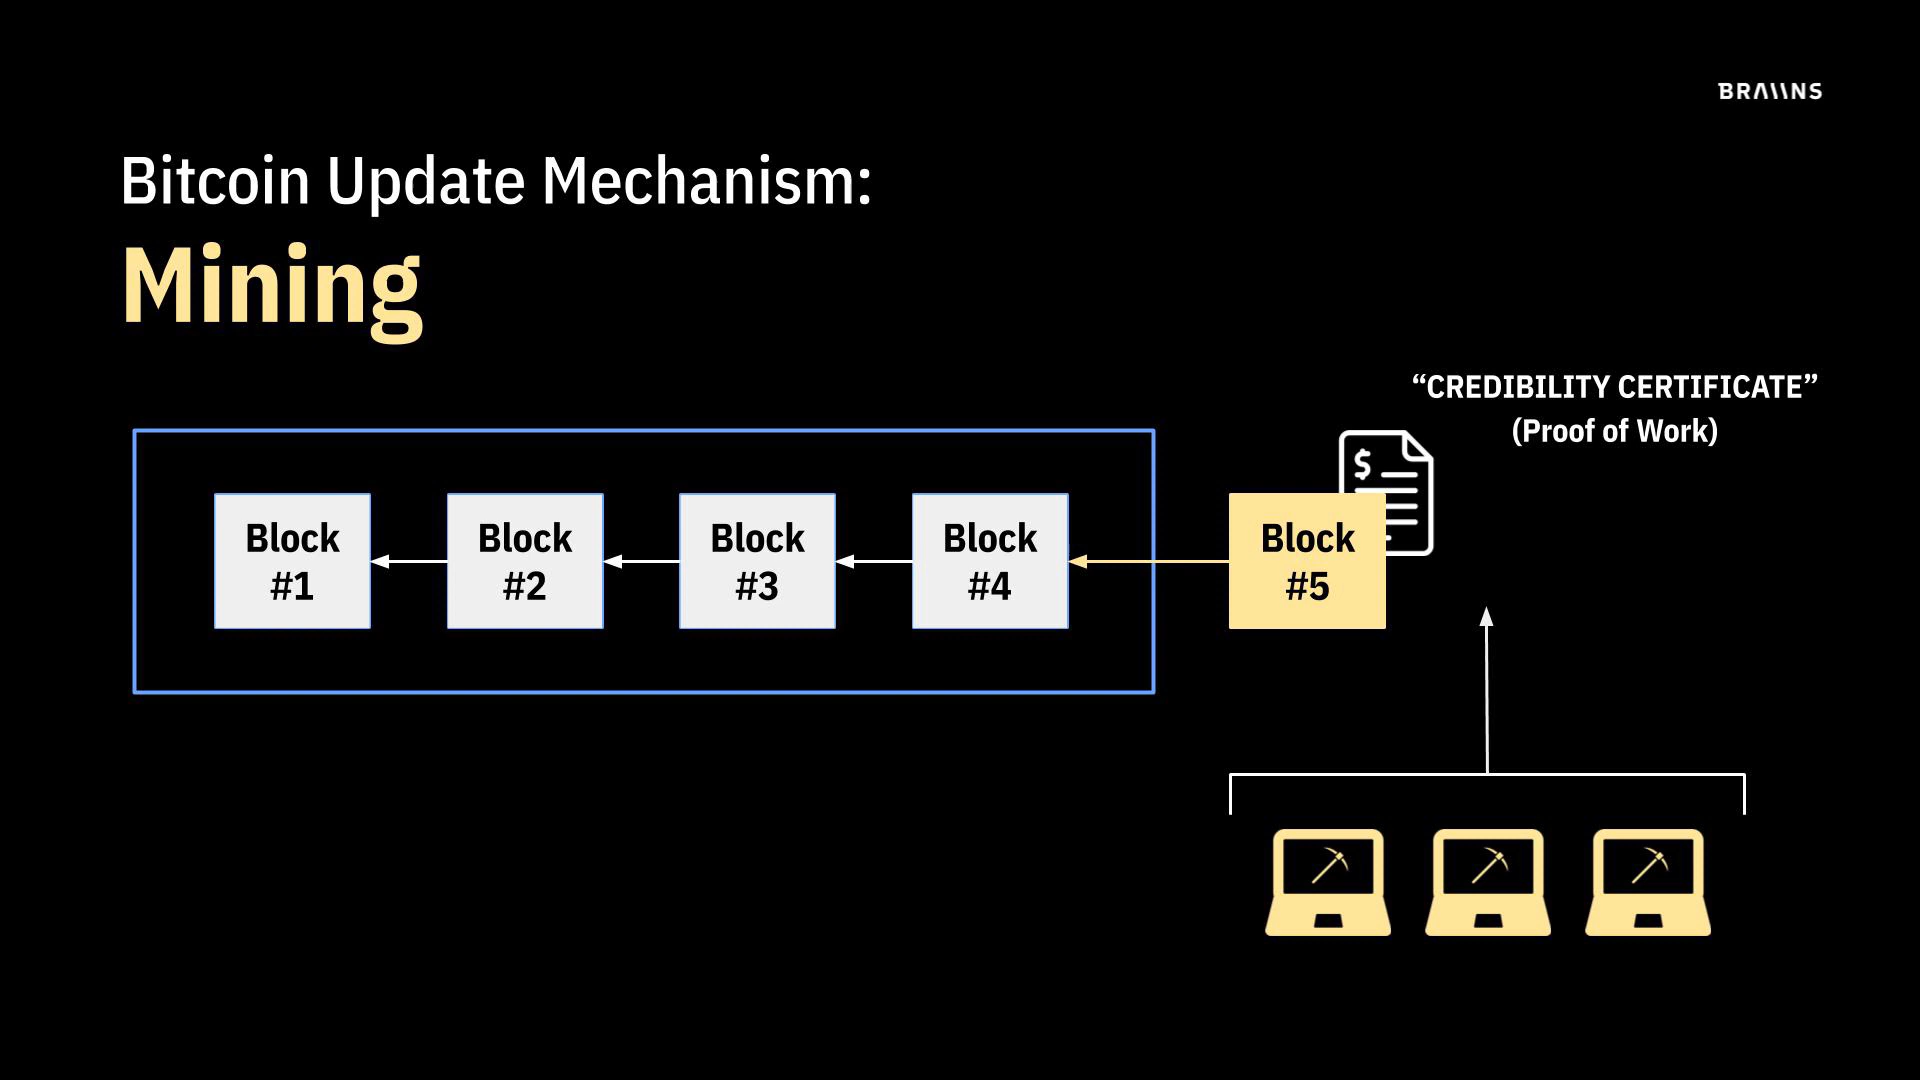 BRAIINS
Bitcoin Update Mechanism:
Mining
“CREDIBILITY CERTIFICATE”
(Proof of Work)
$
Block
#1
Block
#2
Block
#3
Block
#4
Block
#5